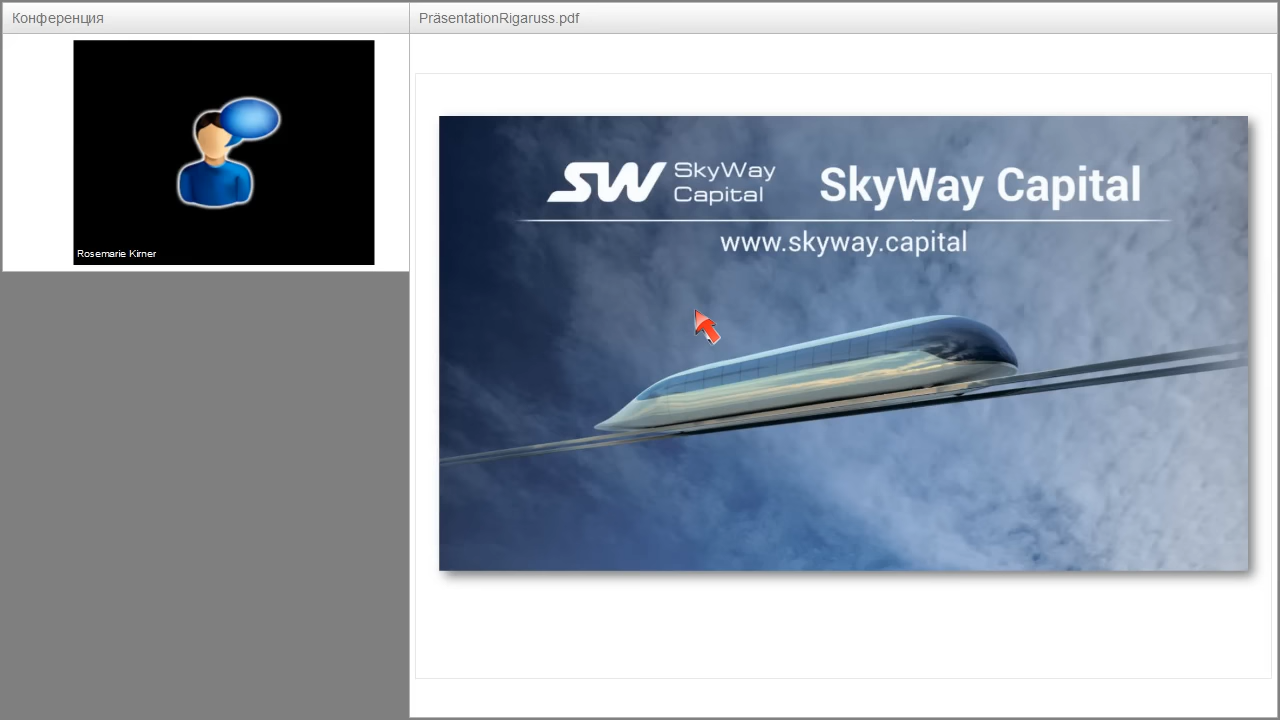 Конференция
PräsentationRigaruss.pdf
Rosemarie Kirner
SW SkyWay
Capital
SkyWay Capital
www.skyway.capital